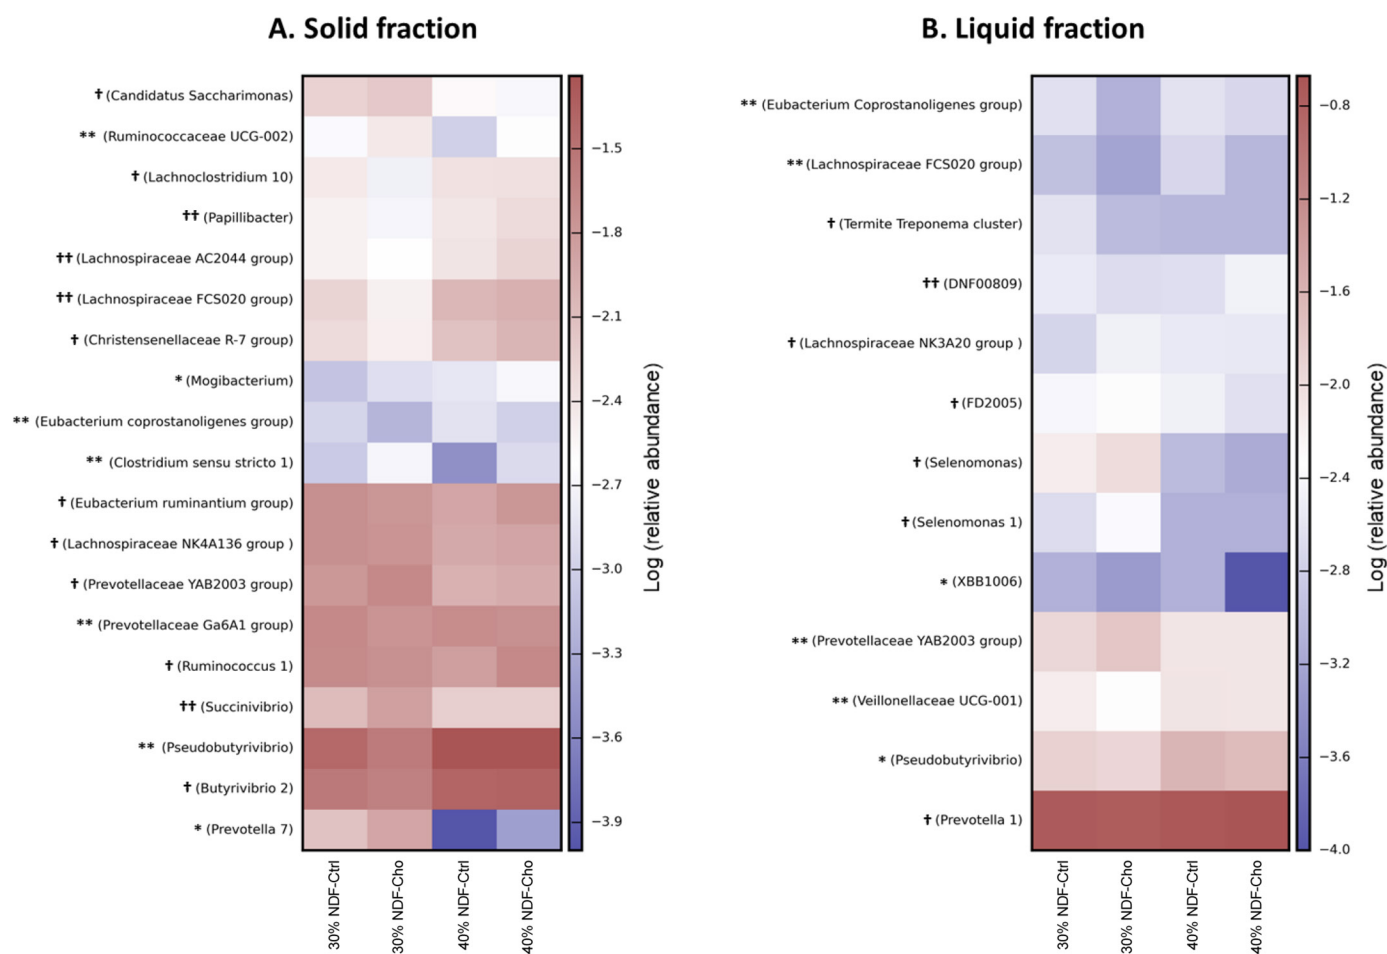 A. Solid fraction
† (Candidatus Saccharimonas)
** (Ruminococcaceae UCG-002)
† (Lachnoclostridium 10)
†† (Papillibacter)
†† (Lachnospiraceae AC2044 group)
†† (Lachnospiraceae FCS020 group)
† (Christensenellaceae R-7 group)
* (Mogibacterium)
** (Eubacterium coprostanoligenes group)
** (Clostridium sensu stricto 1)
† (Eubacterium ruminantium group)
† (Lachnospiraceae NK4A136 group )
† (Prevotellaceae YAB2003 group)
** (Prevotellaceae Ga6A1 group)
† (Ruminococcus 1)
†† (Succinivibrio)
** (Pseudobutyrivibrio)
† (Butyrivibrio 2)
* (Prevotella 7)
30% NDF-Ctrl
30% NDF-Cho
40% NDF-Ctrl
40% NDF-Cho
−1.5
−1.8
−2.1
−2.4
−2.7
−3.0
−3.3
−3.6
−3.9
Log (relative abundance)
B. Liquid fraction
** (Eubacterium Coprostanoligenes group)
** (Lachnospiraceae FCS020 group)
† (Termite Treponema cluster)
†† (DNF00809)
† (Lachnospiraceae NK3A20 group )
† (FD2005)
† (Selenomonas)
† (Selenomonas 1)
* (XBB1006)
** (Prevotellaceae YAB2003 group)
** (Veillonellaceae UCG-001)
* (Pseudobutyrivibrio)
† (Prevotella 1)
30% NDF-Ctrl
30% NDF-Cho
40% NDF-Ctrl
40% NDF-Cho
−0.8
−1.2
−1.6
−2.0
−2.4
−2.8
−3.2
−3.6
−4.0
Log (relative abundance)